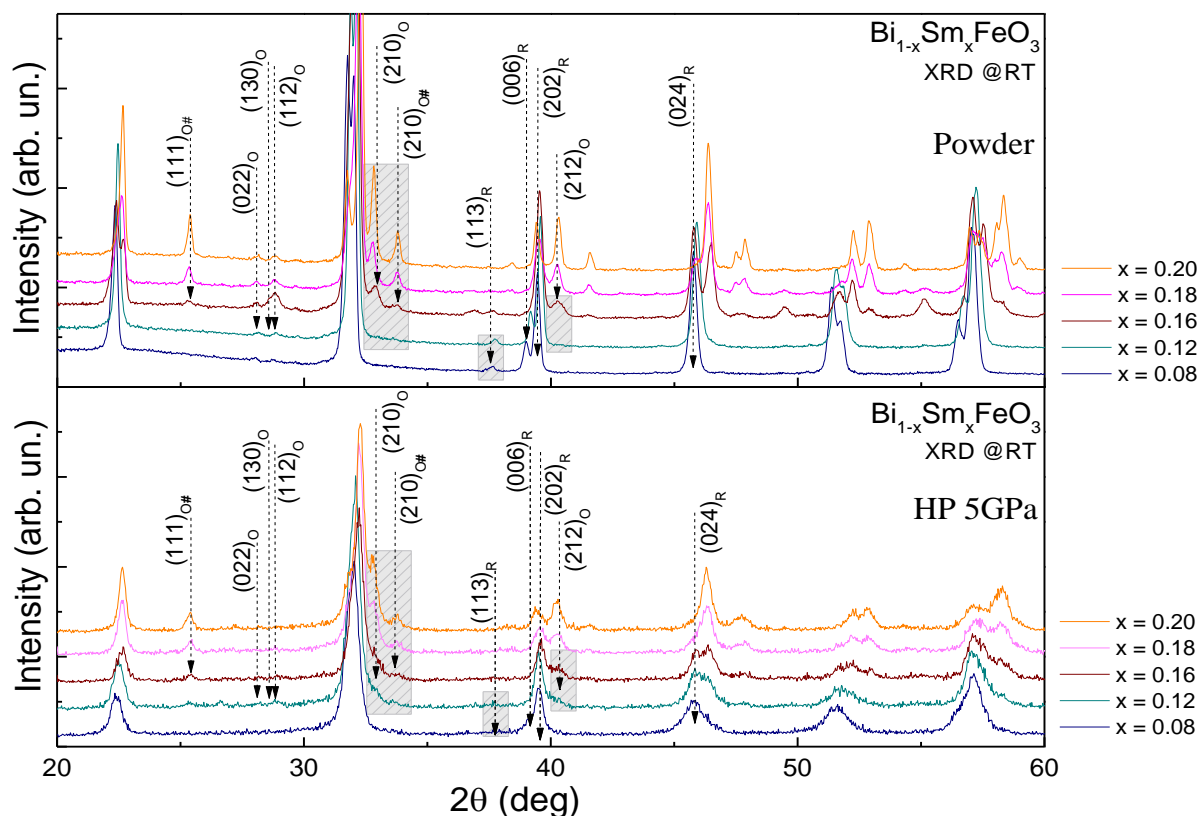 Bi1-xSmxFeO3
XRD @RT
Powder
Intensity (arb. un.)
(111)O#
(022)O
(130)O
(112)O
(210)O
(210)O#
(113)R
(006)R
(202)R
(212)O
(024)R
x = 0.20
x = 0.18
x = 0.16
x = 0.12
x = 0.08
Bi1-xSmxFeO3
XRD @RT
HP 5GPa
Intensity (arb. un.)
(111)O#
(022)O
(130)O
(112)O
(210)O
(210)O#
(113)R
(006)R
(202)R
(212)O
(024)R
x = 0.20
x = 0.18
x = 0.16
x = 0.12
x = 0.08
20 30 40 50 60
2θ (deg)